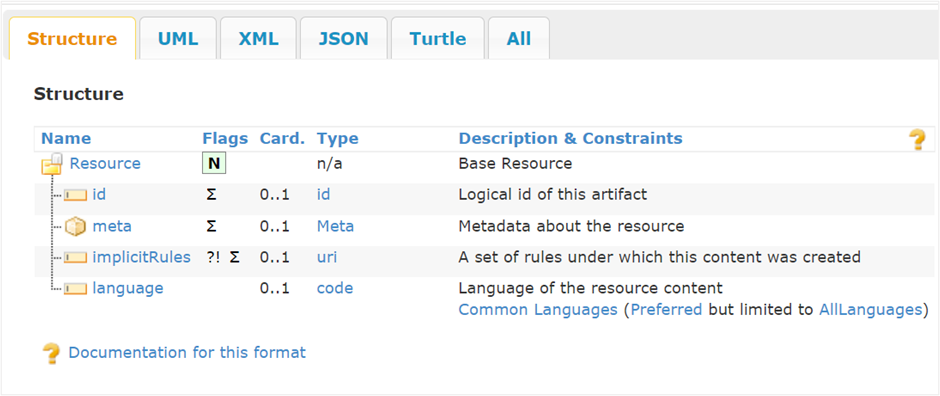 Structure UML XML JSON Turtle All
Structure
Name Flags Card. Type Description & Constraints
Resource N n/a Base Resource
id Σ 0..1 id Logical id of this artifact
meta Σ 0..1 Meta Metadata about the resource
implicitRules ?! Σ 0..1 uri A set of rules under which this content was created
language 0..1 code Language of the resource content
Common Languages (Preferred but limited to AllLanguages)
Documentation for this format